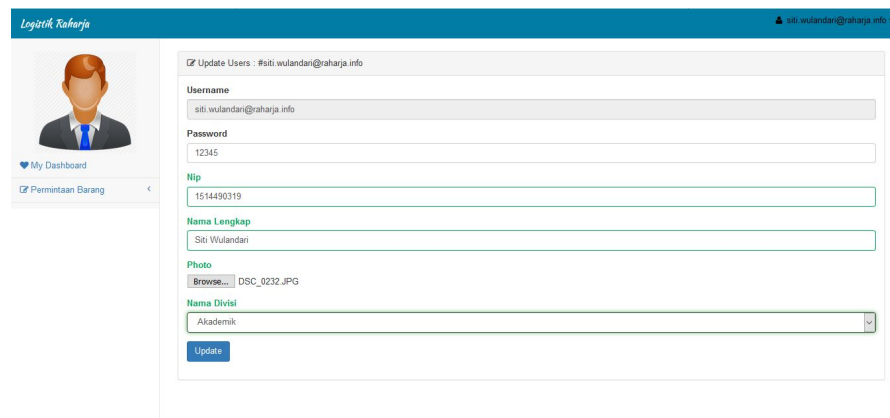 Logistik Raharja
siti.wulandari@raharja.info
My Dashboard
Permintaan Barang
Update Users : #siti.wulandari@raharja.info
Username
siti.wulandari@raharja.info
Password
12345
Nip
1514490319
Nama Lengkap
Siti Wulandari
Photo
Browse... DSC_0232.JPG
Nama Divisi
Akademik
Update